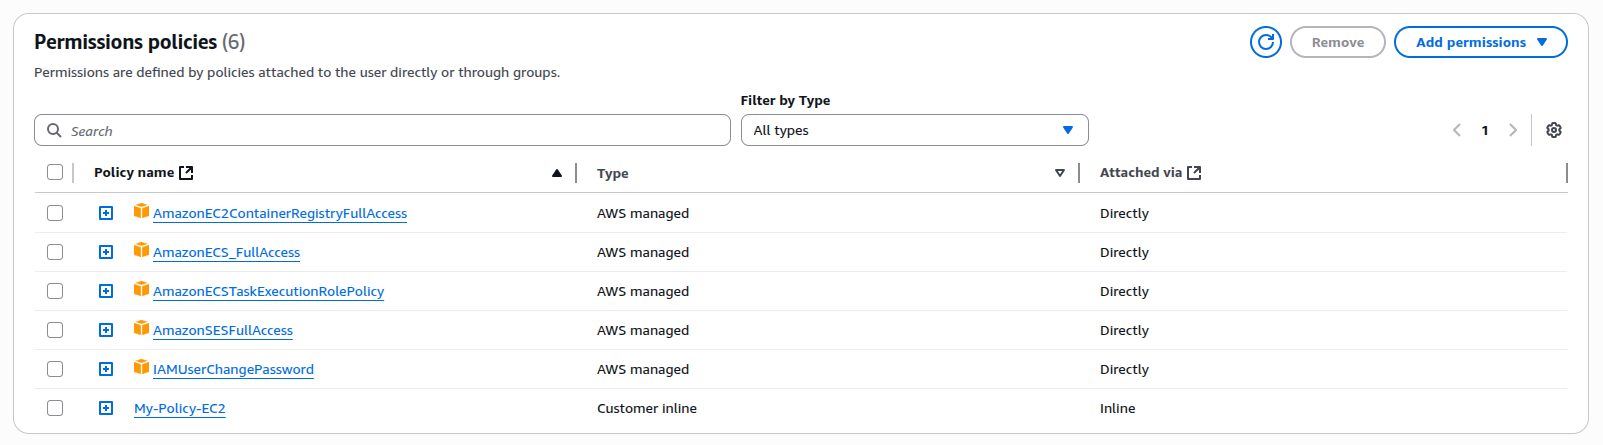 Permissions policies (6)
Remove
Add permissions
Permissions are defined by policies attached to the user directly or through groups.
Filter by Type
Search
All types
1
Policy name
Type
Attached via
AmazonEC2ContainerRegistryFullAccess AWS managed Directly
AmazonECS_FullAccess AWS managed Directly
AmazonECSTaskExecutionRolePolicy AWS managed Directly
AmazonSESFullAccess AWS managed Directly
IAMUserChangePassword AWS managed Directly
My-Policy-EC2 Customer inline Inline